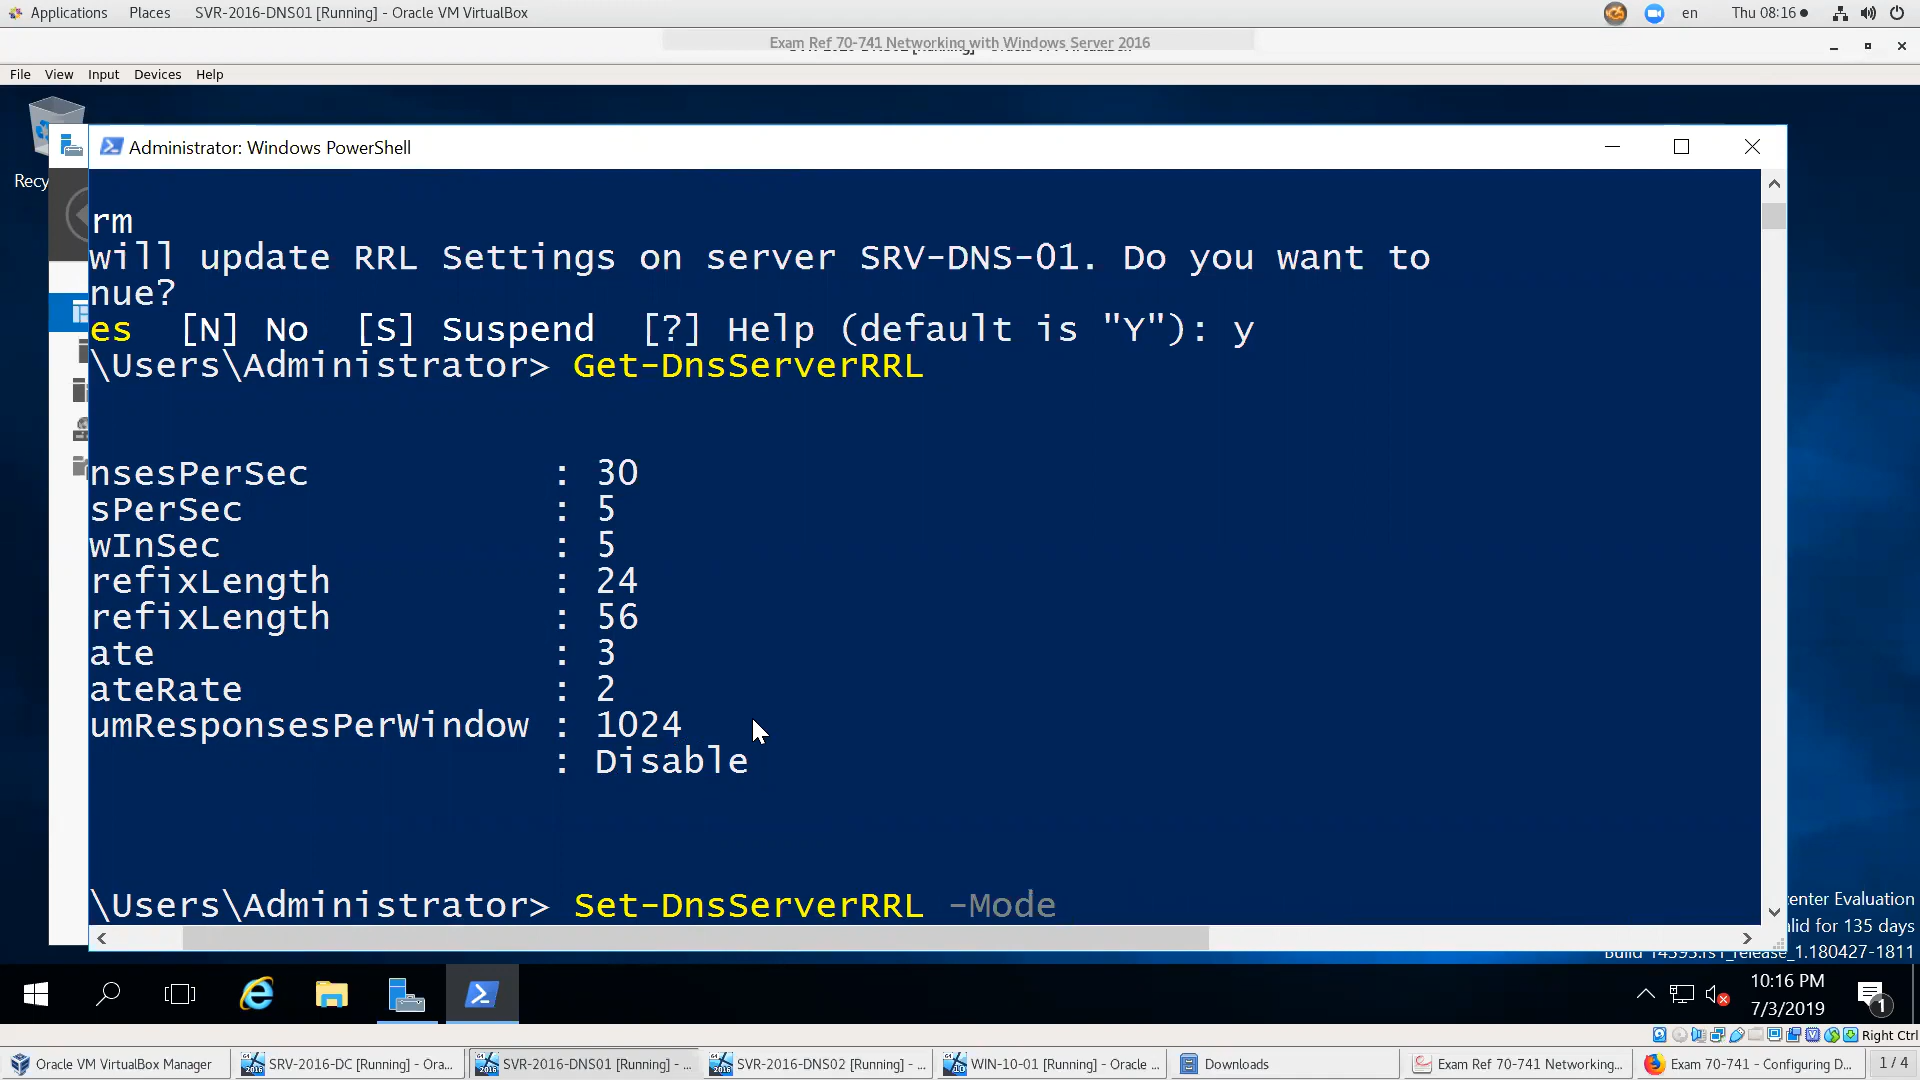 Applications Places SVR-2016-DNS01 [Running] - Oracle VM VirtualBox en Thu 08:16
Exam Ref 70-741 Networking with Windows Server 2016
File View Input Devices Help
Recy
Administrator: Windows PowerShell
rm
will update RRL Settings on server SRV-DNS-01. Do you want to
nue?
es [N] No [S] Suspend [?] Help (default is "Y"): y
\Users\Administrator> Get-DnsServerRRL
nsesPerSec : 30
sPerSec : 5
wInSec : 5
refixLength : 24
refixLength : 56
ate : 3
ateRate : 2
umResponsesPerWindow : 1024
: Disable
\Users\Administrator> Set-DnsServerRRL -Mode
enter Evaluation
lid for 135 days
Build 14393.rs1_release_1.180427-1811
10:16 PM
7/3/2019
1
Right Ctrl
Oracle VM VirtualBox Manager
SRV-2016-DC [Running] - Ora...
SVR-2016-DNS01 [Running] - ...
SVR-2016-DNS02 [Running] - ...
WIN-10-01 [Running] - Oracle ...
Downloads
Exam Ref 70-741 Networking...
Exam 70-741 - Configuring D...
1 / 4